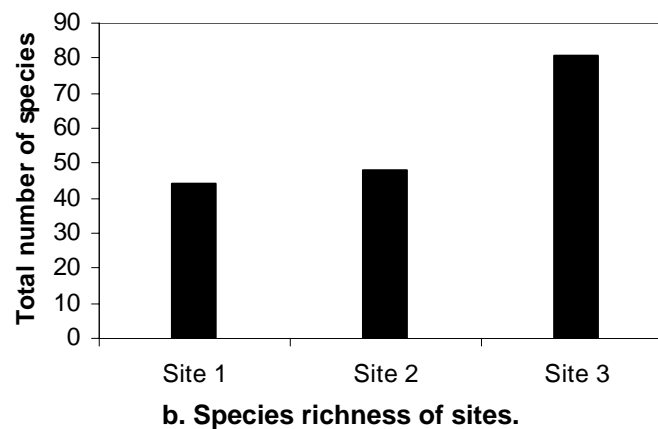 Total number of species
90
80
70
60
50
40
30
20
10
0
Site 1
Site 2
Site 3
b. Species richness of sites.